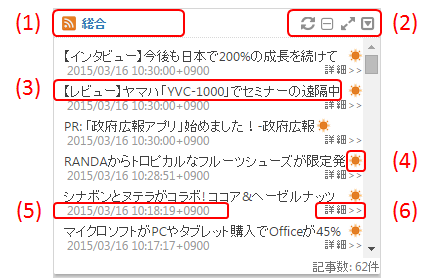 (1) 総合 (2)
【インタビュー】今後も日本で200%の成長を続けて
2015/03/16 10:30:00+0900 詳細>>
(3) 【レビュー】ヤマハ「YVC-1000」でセミナーの遠隔中
2015/03/16 10:30:00+0900 詳細>>
PR: 「政府広報アプリ」始めました！-政府広報
RANDAからトロピカルなフルーツシューズが限定発 (4)
2015/03/16 10:28:51+0900 詳細>>
シナボンとヌテラがコラボ!ココア&ヘーゼルナッツ
(5) 2015/03/16 10:18:19+0900 詳細>> (6)
マイクロソフトがPCやタブレット購入でOfficeが45%
2015/03/16 10:17:17+0900 詳細>>
記事数: 62件